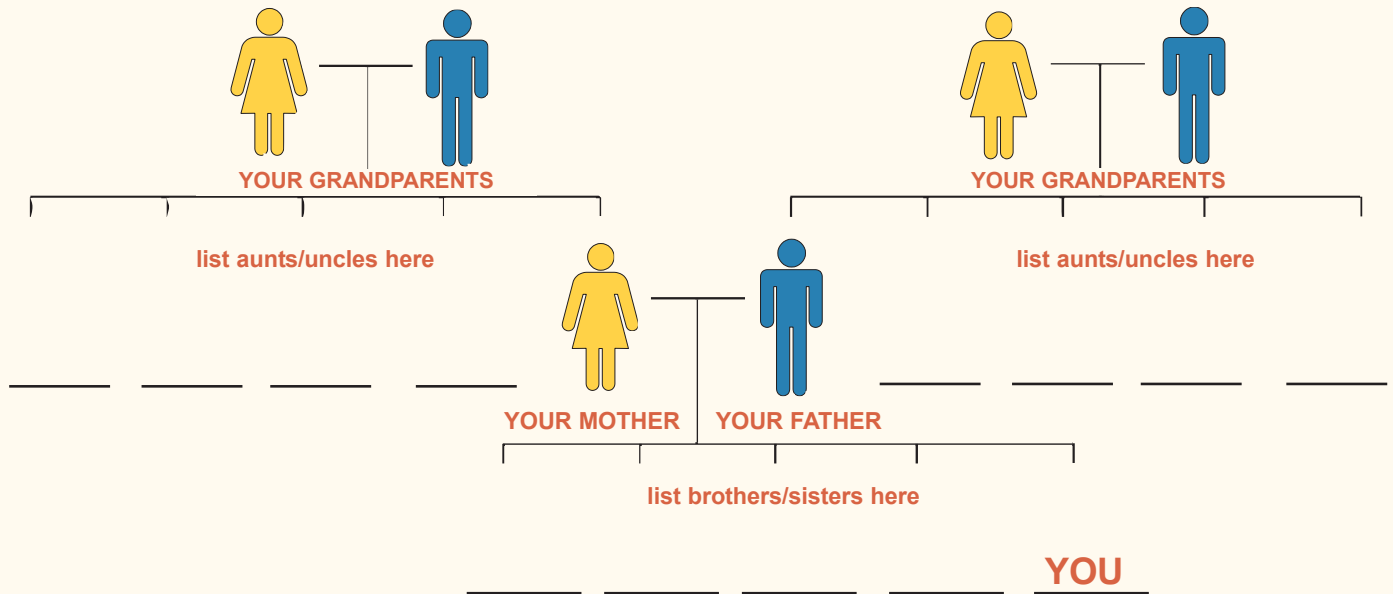 YOUR GRANDPARENTS
YOUR GRANDPARENTS
list aunts/uncles here
list aunts/uncles here
YOUR MOTHER
YOUR FATHER
list brothers/sisters here
YOU